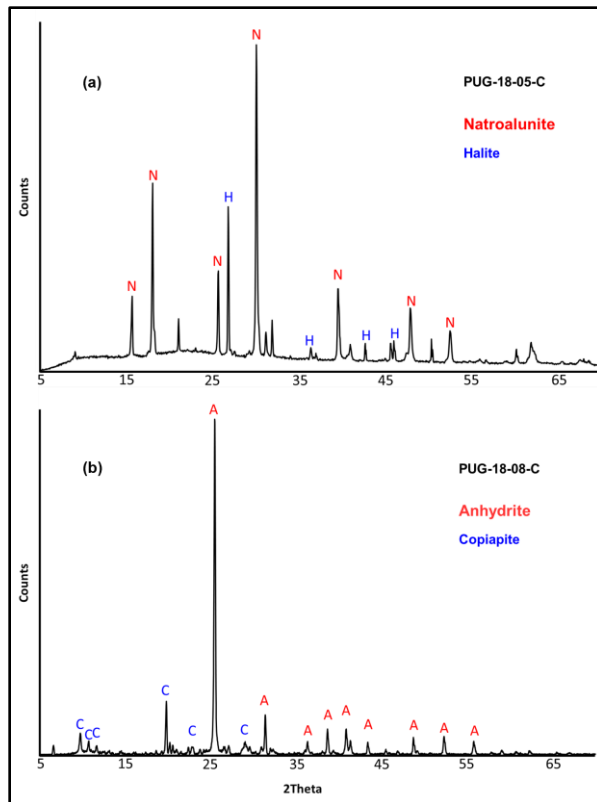 N
(a)
PUG-18-05-C
Natroalunite
Halite
N
H
N
N
N
N
N
H
H
H
Counts
5
15
25
35
45
55
65
A
(b)
PUG-18-08-C
Anhydrite
Copiapite
Counts
C
C
C
C
C
C
A
A
A
A
A
A
A
A
5
15
25
35
45
55
65
2Theta